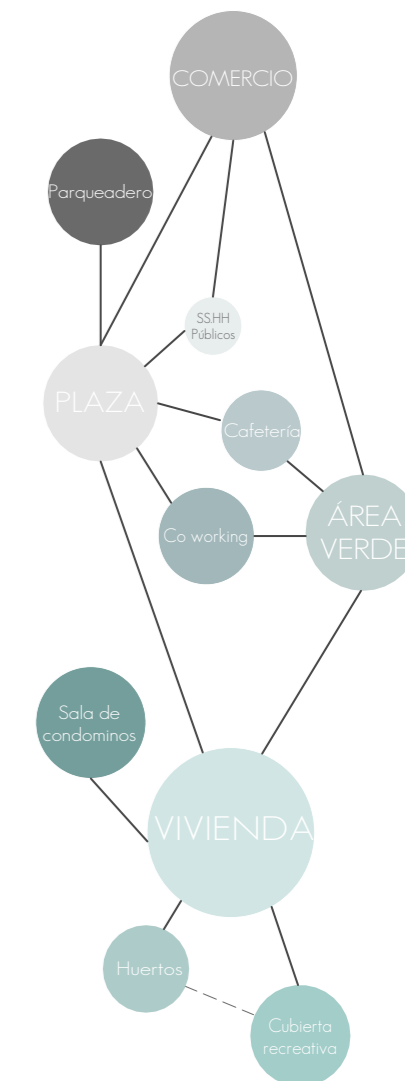 COMERCIO
Parqueadero
SS.HH
Públicos
PLAZA
Cafetería
ÁREA
VERDE
Co working
Sala de
condominos
VIVIENDA
Huertos
Cubierta
recreativa